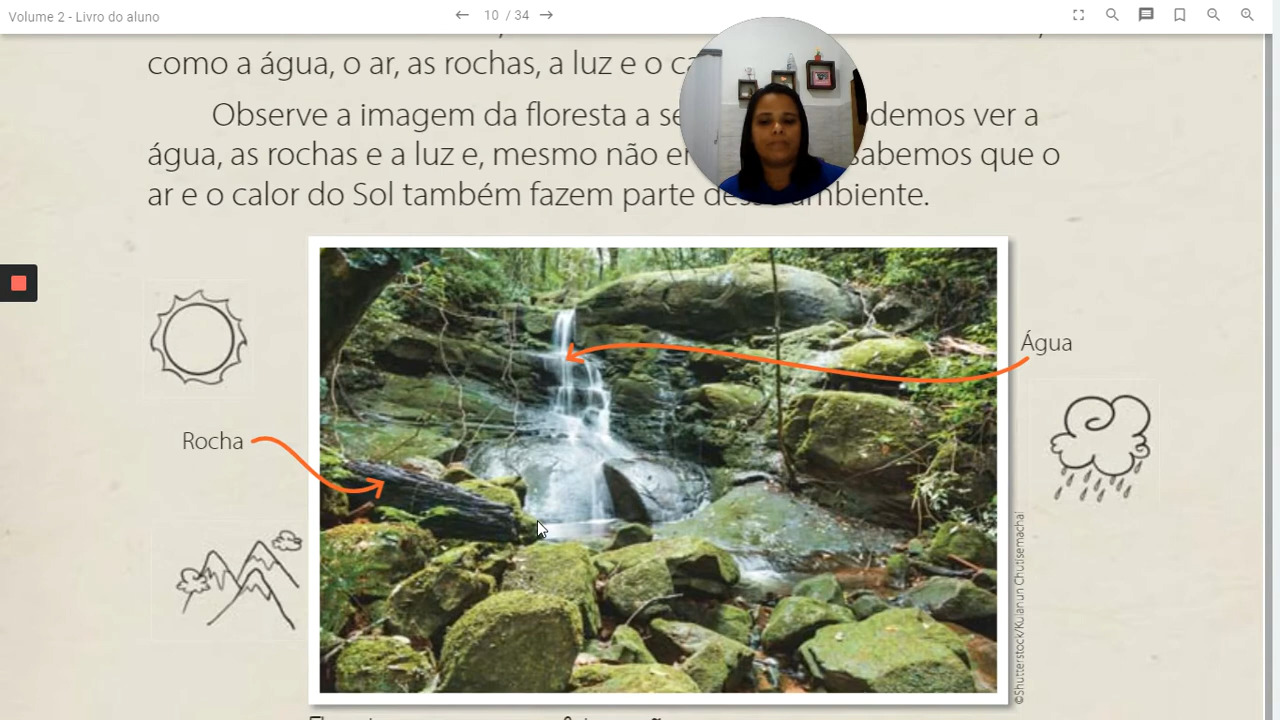 Volume 2 - Livro do aluno
10 / 34
como a água, o ar, as rochas, a luz e o
Observe a imagem da floresta a demos ver a
água, as rochas e a luz e, mesmo não sabemos que o
ar e o calor do Sol também fazem parte ambiente.
Água
Rocha
©Shutterstock/Kulanun Chutisemachai